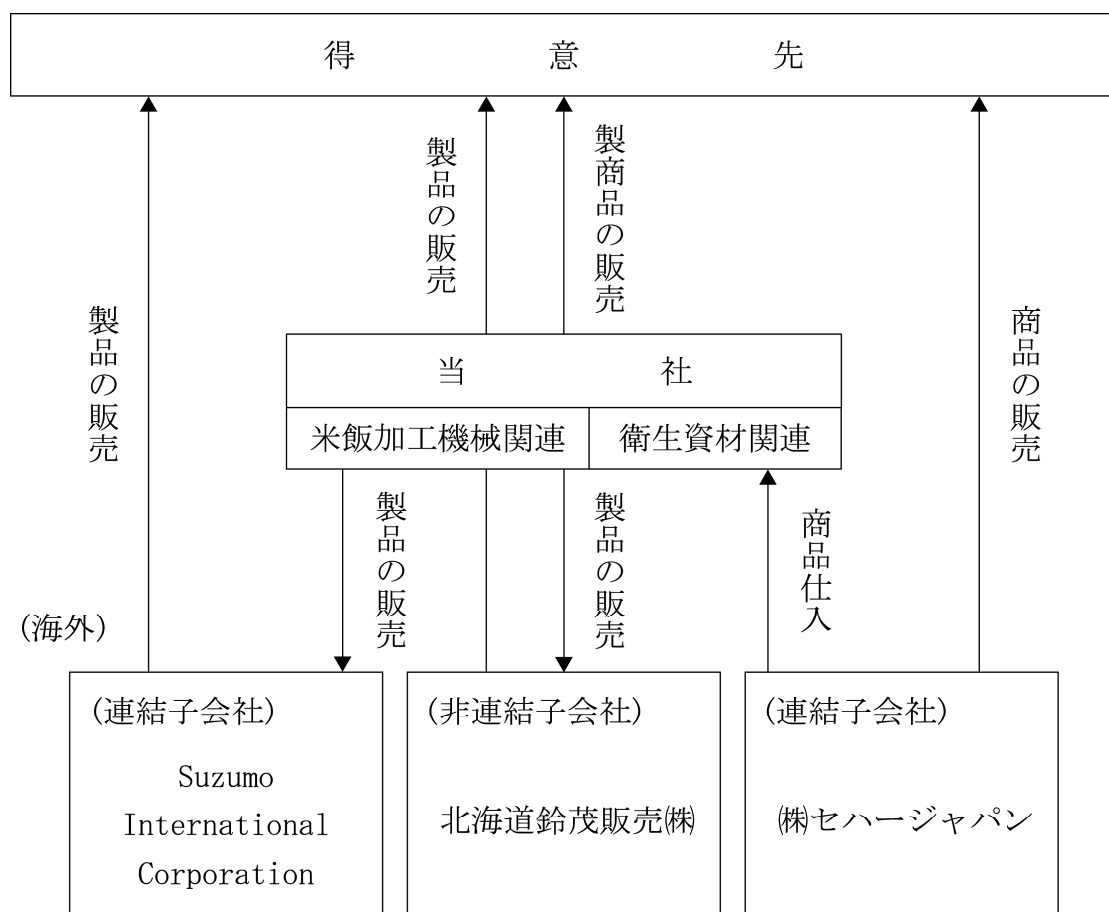 得意先
製品の販売
製商品の販売
製品の販売
商品の販売
当社
米飯加工機械関連
衛生資材関連
製品の販売
製品の販売
商品仕入
(海外)
(連結子会社)
Suzumo
International
Corporation
(非連結子会社)
北海道鈴茂販売㈱
(連結子会社)
㈱セハージャパン